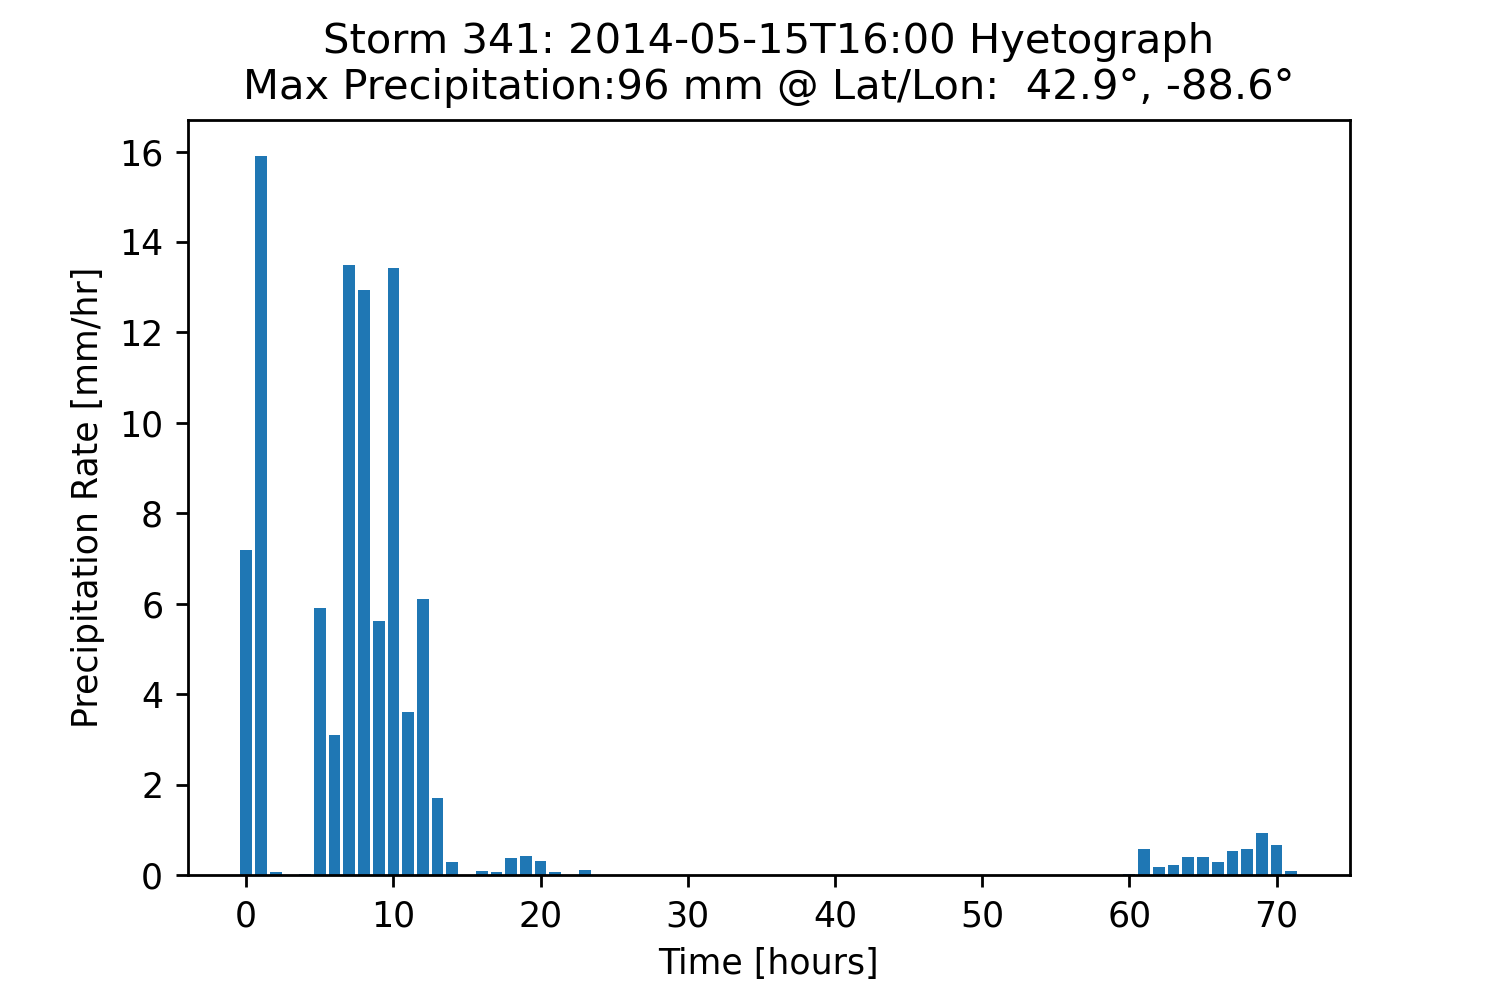 Storm 341: 2014-05-15T16:00 Hyetograph
Max Precipitation:96 mm @ Lat/Lon:  42.9°, -88.6°
16
14
12
10
8
6
4
2
0
Precipitation Rate [mm/hr]
0 10 20 30 40 50 60 70
Time [hours]